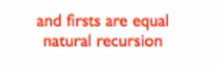 and firsts are equal
natural recursion